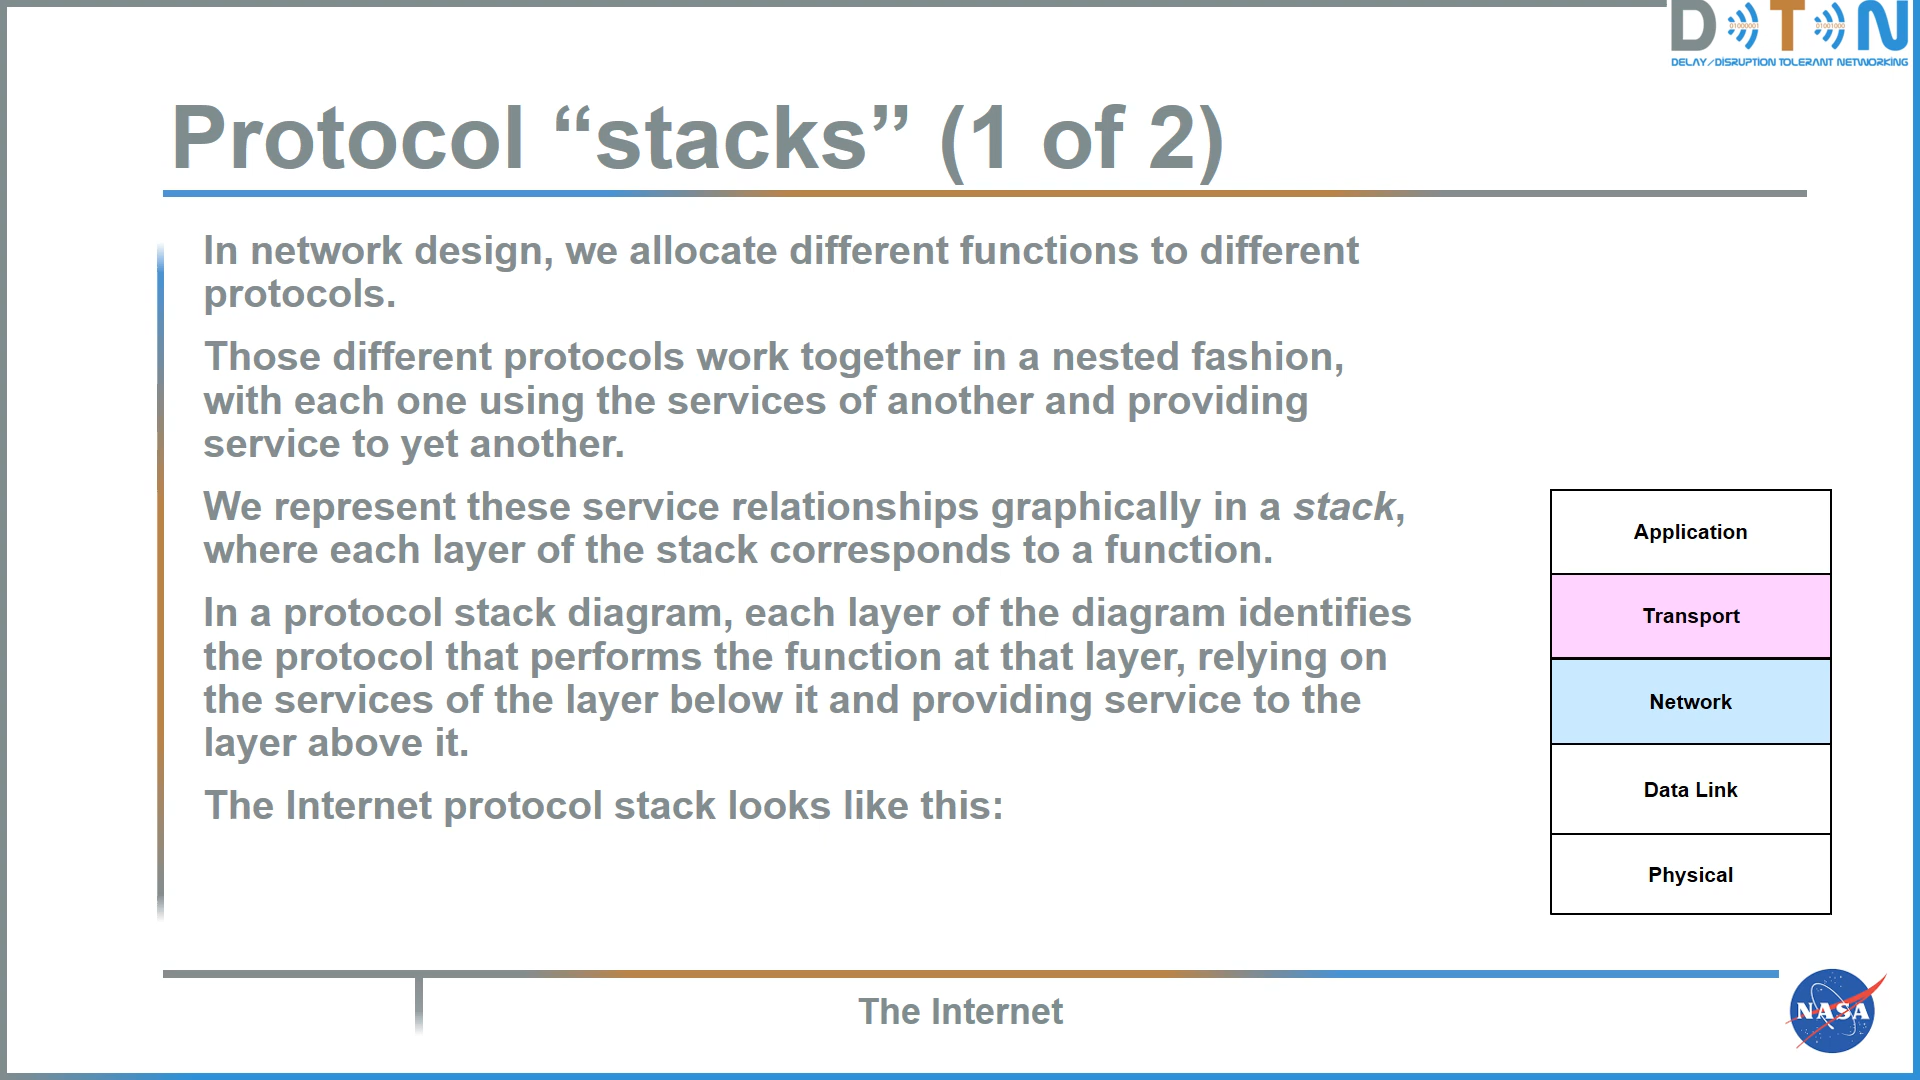 D T N
01000001 01001000
DELAY/DISRUPTION TOLERANT NETWORKING
Protocol “stacks” (1 of 2)
In network design, we allocate different functions to different
protocols.
Those different protocols work together in a nested fashion,
with each one using the services of another and providing
service to yet another.
We represent these service relationships graphically in a stack,
where each layer of the stack corresponds to a function.
In a protocol stack diagram, each layer of the diagram identifies
the protocol that performs the function at that layer, relying on
the services of the layer below it and providing service to the
layer above it.
The Internet protocol stack looks like this:
Application
Transport
Network
Data Link
Physical
The Internet
NASA